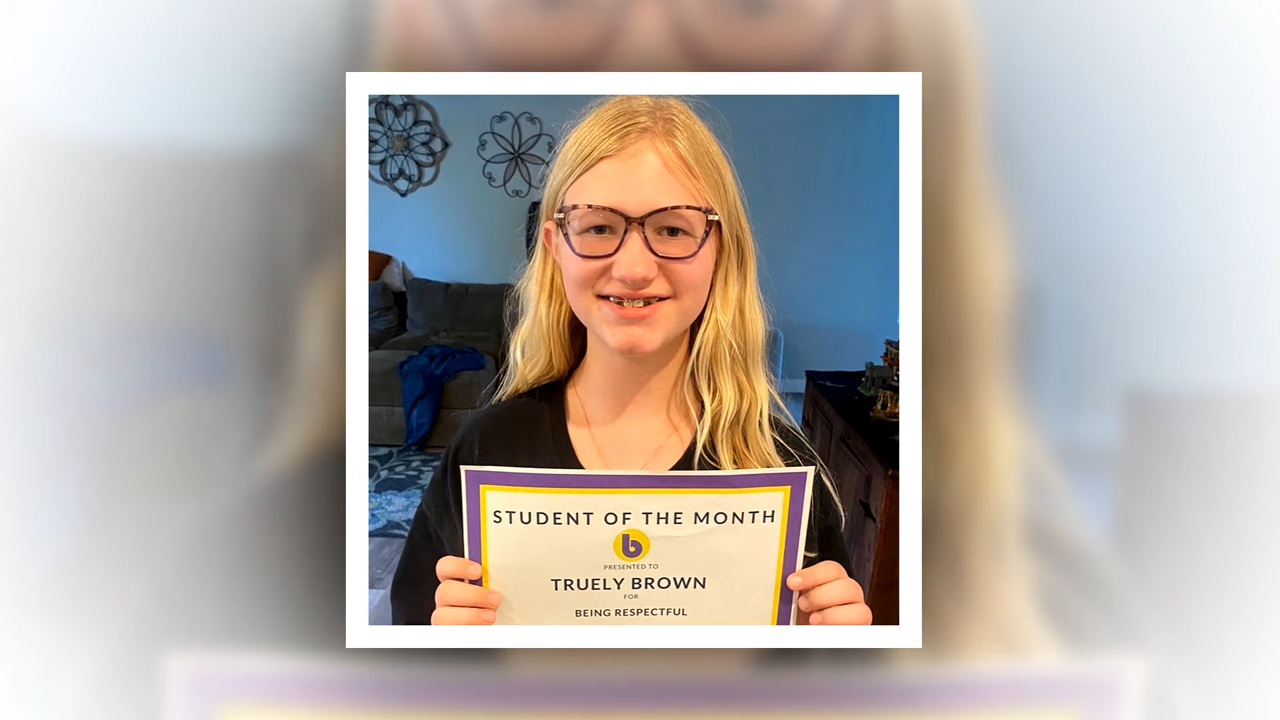 STUDENT OF THE MONTH
b
PRESENTED TO
TRUELY BROWN
FOR
BEING RESPECTFUL